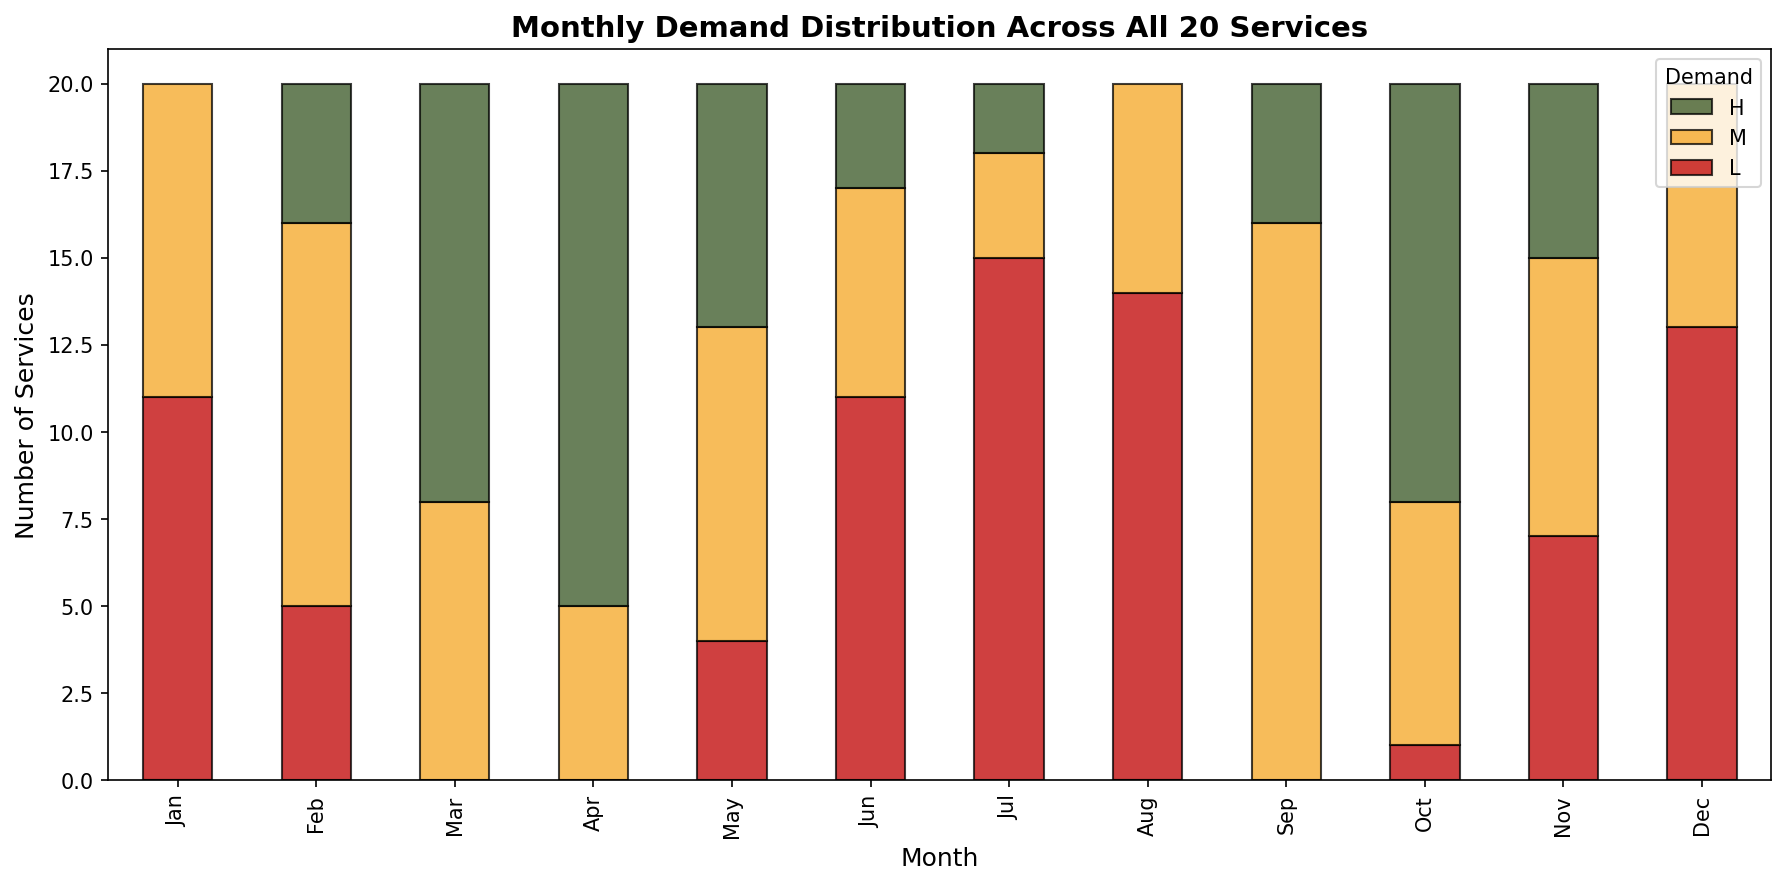 Monthly Demand Distribution Across All 20 Services
Number of Services
20.0
17.5
15.0
12.5
10.0
7.5
5.0
2.5
0.0
Demand
H
M
L
Jan
Feb
Mar
Apr
May
Jun
Jul
Aug
Sep
Oct
Nov
Dec
Month